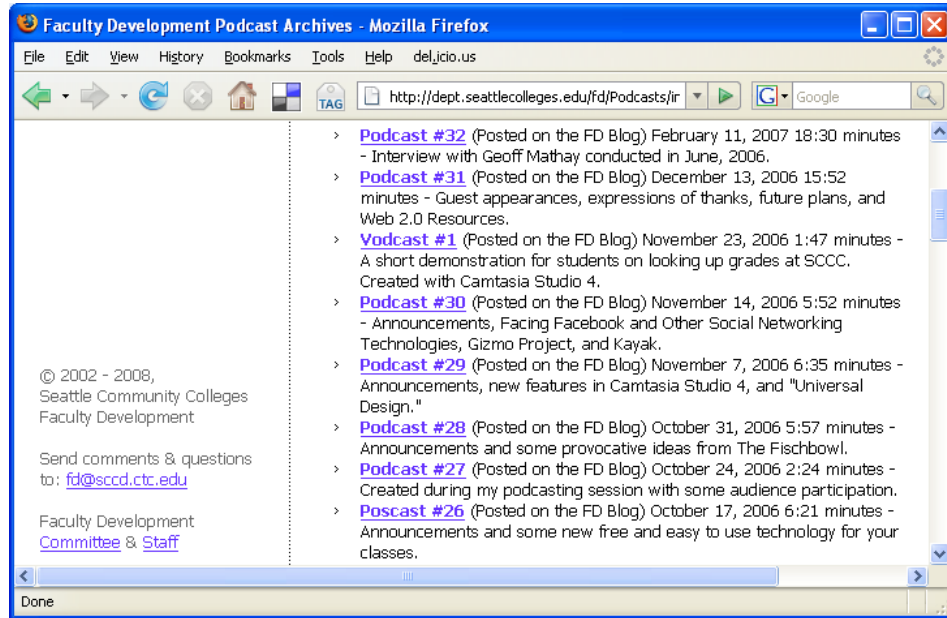 Faculty Development Podcast Archives - Mozilla Firefox
File Edit View History Bookmarks Tools Help del.icio.us
TAG http://dept.seattlecolleges.edu/fd/Podcasts/ir G Google
› Podcast #32 (Posted on the FD Blog) February 11, 2007 18:30 minutes
- Interview with Geoff Mathay conducted in June, 2006.
› Podcast #31 (Posted on the FD Blog) December 13, 2006 15:52
minutes - Guest appearances, expressions of thanks, future plans, and
Web 2.0 Resources.
› Vodcast #1 (Posted on the FD Blog) November 23, 2006 1:47 minutes -
A short demonstration for students on looking up grades at SCCC.
Created with Camtasia Studio 4.
› Podcast #30 (Posted on the FD Blog) November 14, 2006 5:52 minutes
- Announcements, Facing Facebook and Other Social Networking
Technologies, Gizmo Project, and Kayak.
› Podcast #29 (Posted on the FD Blog) November 7, 2006 6:35 minutes -
Announcements, new features in Camtasia Studio 4, and "Universal
Design."
› Podcast #28 (Posted on the FD Blog) October 31, 2006 5:57 minutes -
Announcements and some provocative ideas from The Fischbowl.
› Podcast #27 (Posted on the FD Blog) October 24, 2006 2:24 minutes -
Created during my podcasting session with some audience participation.
› Poscast #26 (Posted on the FD Blog) October 17, 2006 6:21 minutes -
Announcements and some new free and easy to use technology for your
classes.
© 2002 - 2008,
Seattle Community Colleges
Faculty Development
Send comments & questions
to: fd@sccd.ctc.edu
Faculty Development
Committee & Staff
Done